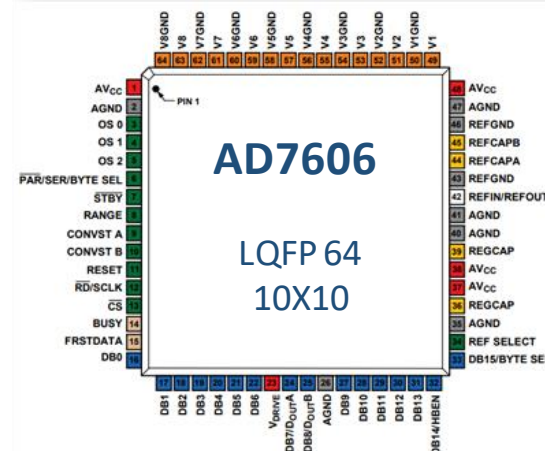 V8GND
V8
V7GND
V7
V6GND
V6
V5GND
V5
V4GND
V4
V3GND
V3
V2GND
V2
V1GND
V1
64 63 62 61 60 59 58 57 56 55 54 53 52 51 50 49
AVCC 1
AGND 2
OS 0 3
OS 1 4
OS 2 5
PAR/SER/BYTE SEL 6
STBY 7
RANGE 8
CONVST A 9
CONVST B 10
RESET 11
RD/SCLK 12
CS 13
BUSY 14
FRSTDATA 15
DB0 16
PIN 1
AD7606
LQFP 64
10X10
48 AVCC
47 AGND
46 REFGND
45 REFCAPB
44 REFCAPA
43 REFGND
42 REFIN/REFOUT
41 AGND
40 AGND
39 REGCAP
38 AVCC
37 AVCC
36 REGCAP
35 AGND
34 REF SELECT
33 DB15/BYTE SE
17 18 19 20 21 22 23 24 25 26 27 28 29 30 31 32
DB1
DB2
DB3
DB4
DB5
DB6
VDRIVE
DB7/DOUTA
DB8/DOUTB
AGND
DB9
DB10
DB11
DB12
DB13
DB14/HBEN